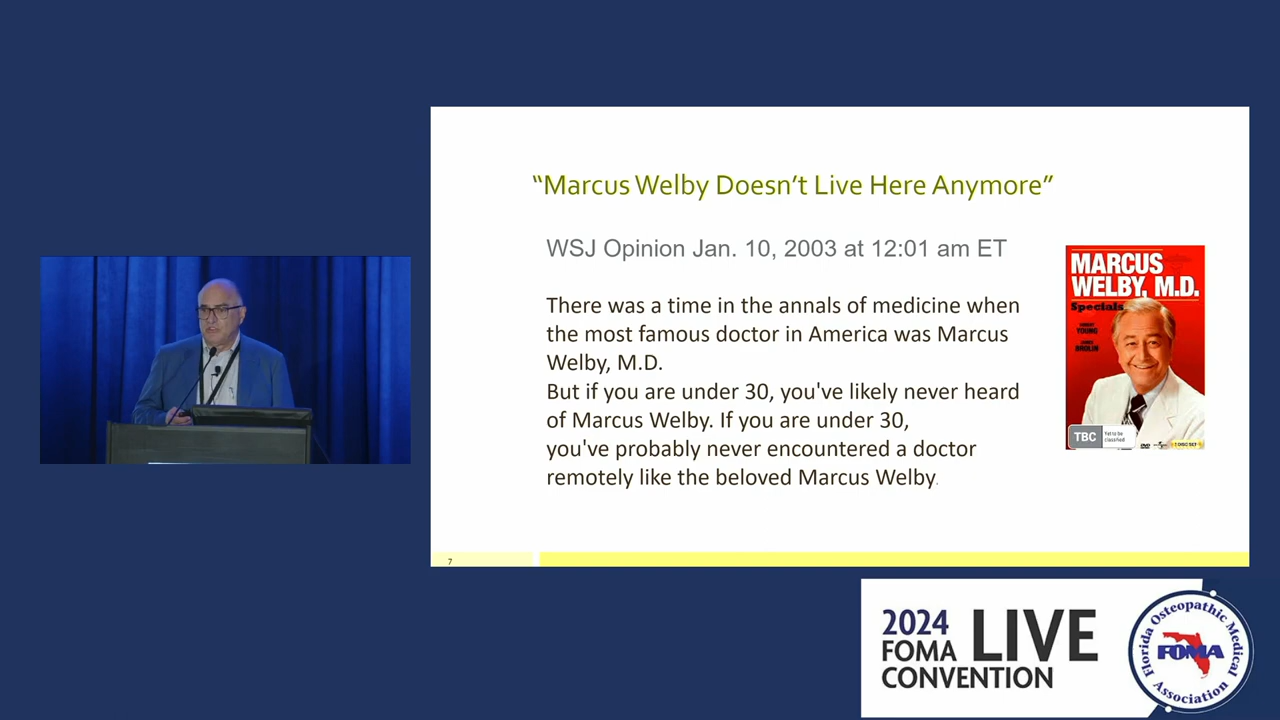 “Marcus Welby Doesn’t Live Here Anymore”
WSJ Opinion Jan. 10, 2003 at 12:01 am ET
There was a time in the annals of medicine when
the most famous doctor in America was Marcus
Welby, M.D.
But if you are under 30, you've likely never heard
of Marcus Welby. If you are under 30,
you've probably never encountered a doctor
remotely like the beloved Marcus Welby.
MARCUS
WELBY, M.D.
Specials
ROBERT
YOUNG
JAMES
BROLIN
TBC
DVD
7
2024
FOMA
CONVENTION
LIVE
Florida Osteopathic Medical
Association
FOMA